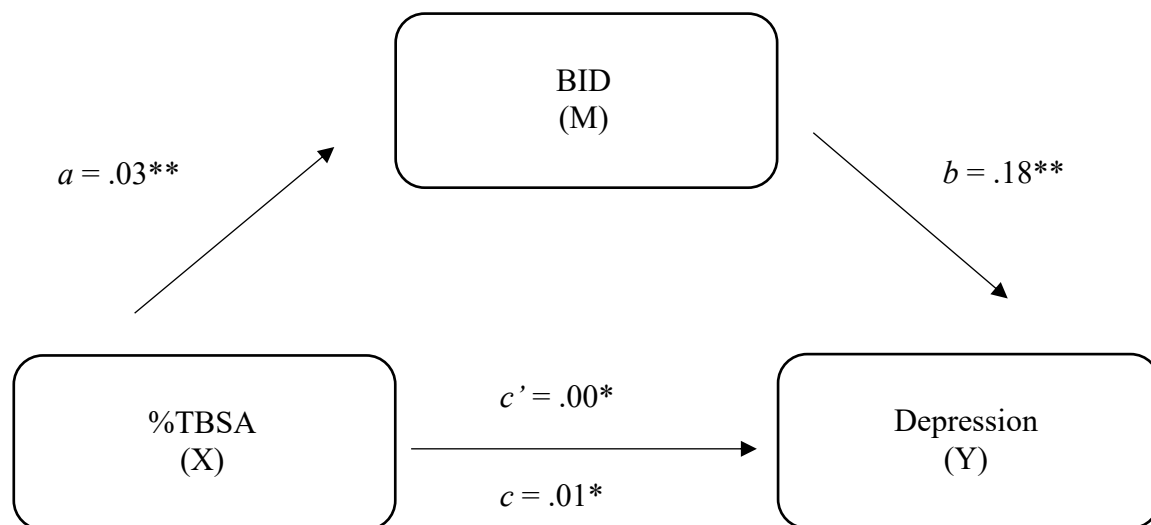 BID
(M)
a = .03**
b = .18**
%TBSA
(X)
c’ = .00*
c = .01*
Depression
(Y)